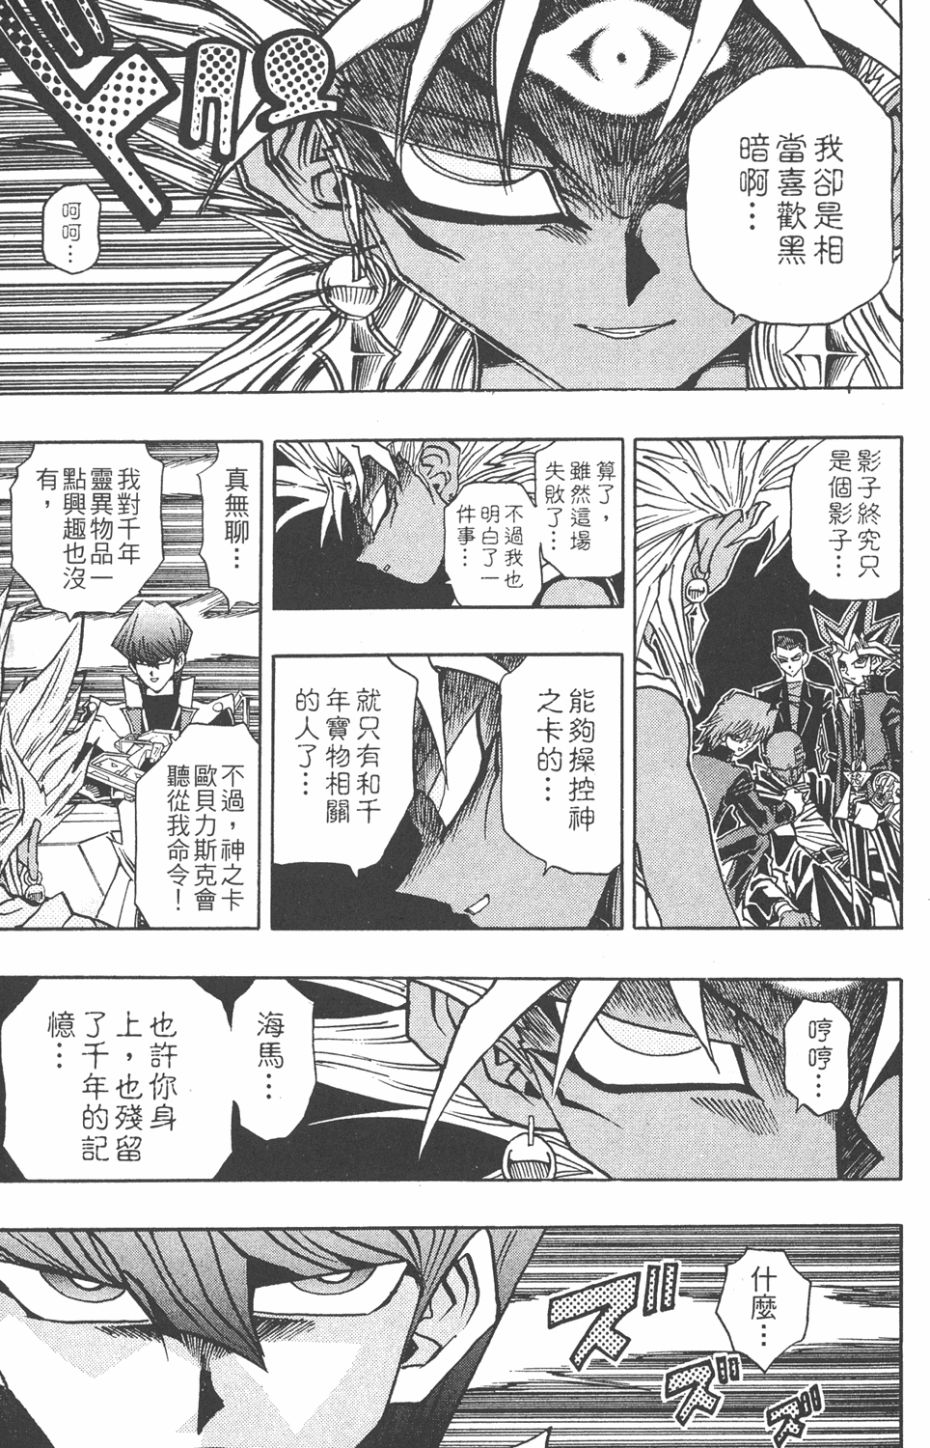 我卻是相
當喜歡黑
暗啊…
呵呵…
影子終究只
是個影子…
算了，
雖然這場
失敗了…
不過我也
明白了一
件事…
能夠操控神
之卡的…
就只有和千
年寶物相關
的人了…
真無聊…
我對千年
靈異物品一
點興趣也沒
有，
不過，神之卡
歐貝力斯克會
聽從我命令！
哼哼…
海馬…
也許你身
上，也殘留
了千年的記
憶…
什麼…
ズズ
ズズ